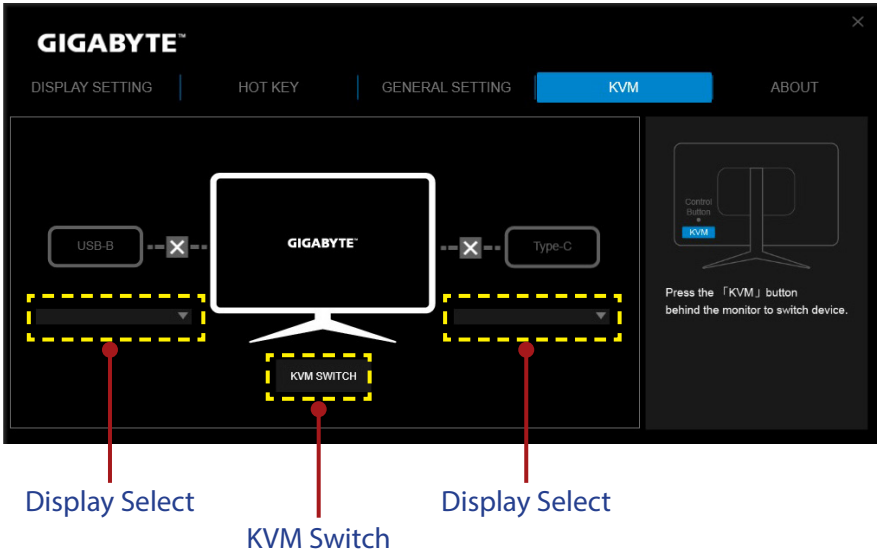 GIGABYTE™
DISPLAY SETTING
HOT KEY
GENERAL SETTING
KVM
ABOUT
USB-B
GIGABYTE™
Type-C
KVM SWITCH
Control
Button
KVM
Press the 「KVM」 button
behind the monitor to switch device.
Display Select
Display Select
KVM Switch